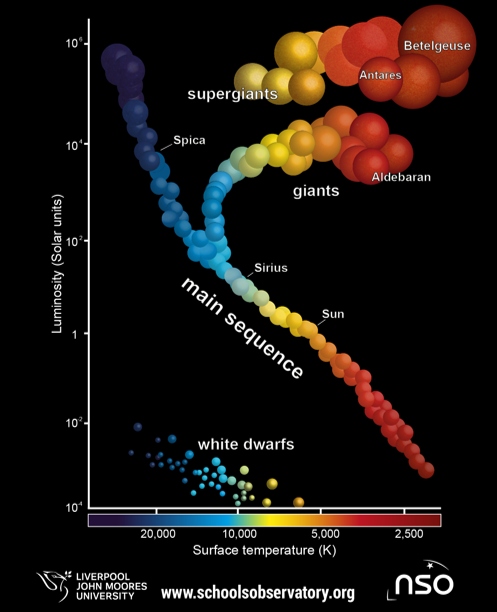 10⁶
Betelgeuse
Antares
supergiants
Spica
10⁴
Aldebaran
giants
Luminosity (Solar units)
10²
Sirius
main sequence
Sun
1
10⁻²
white dwarfs
10⁻⁴
20,000 10,000 5,000 2,500
Surface temperature (K)
LIVERPOOL
JOHN MOORES
UNIVERSITY
www.schoolsobservatory.org
nso